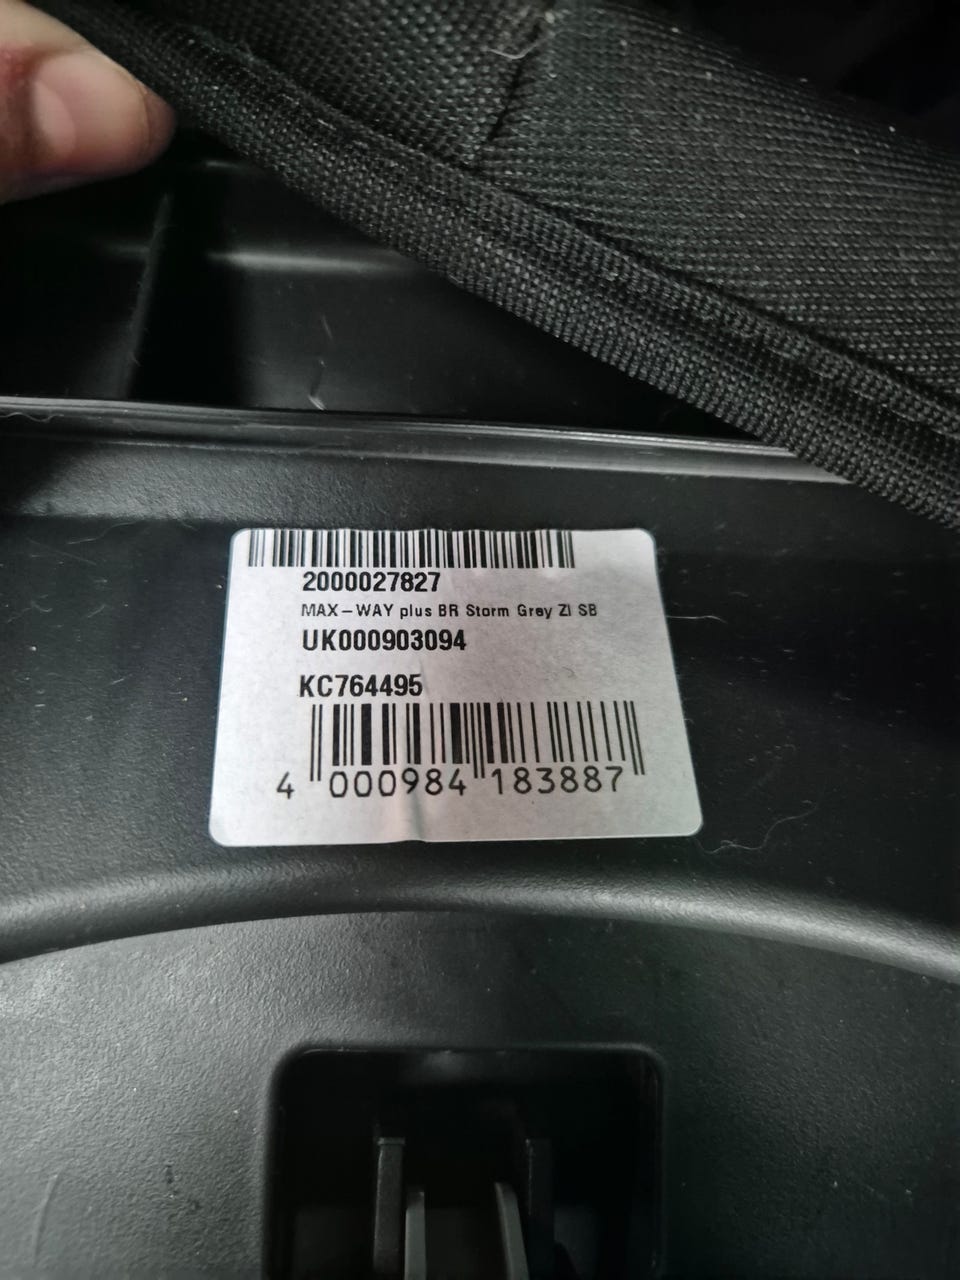 2000027827
MAX-WAY plus BR Storm Grey ZI SB
UK000903094
KC764495
4 000984 183887